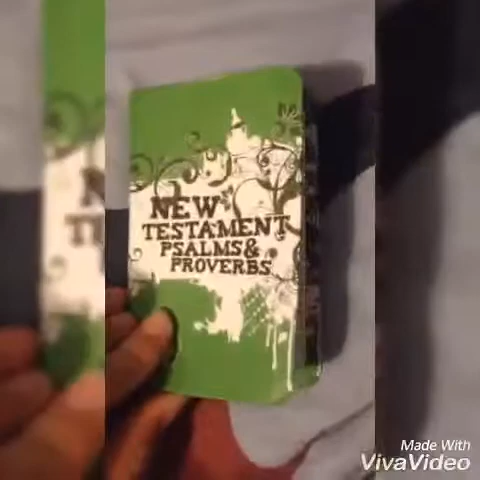 NEW
TESTAMENT
PSALMS &
PROVERBS
Made With
VivaVideo